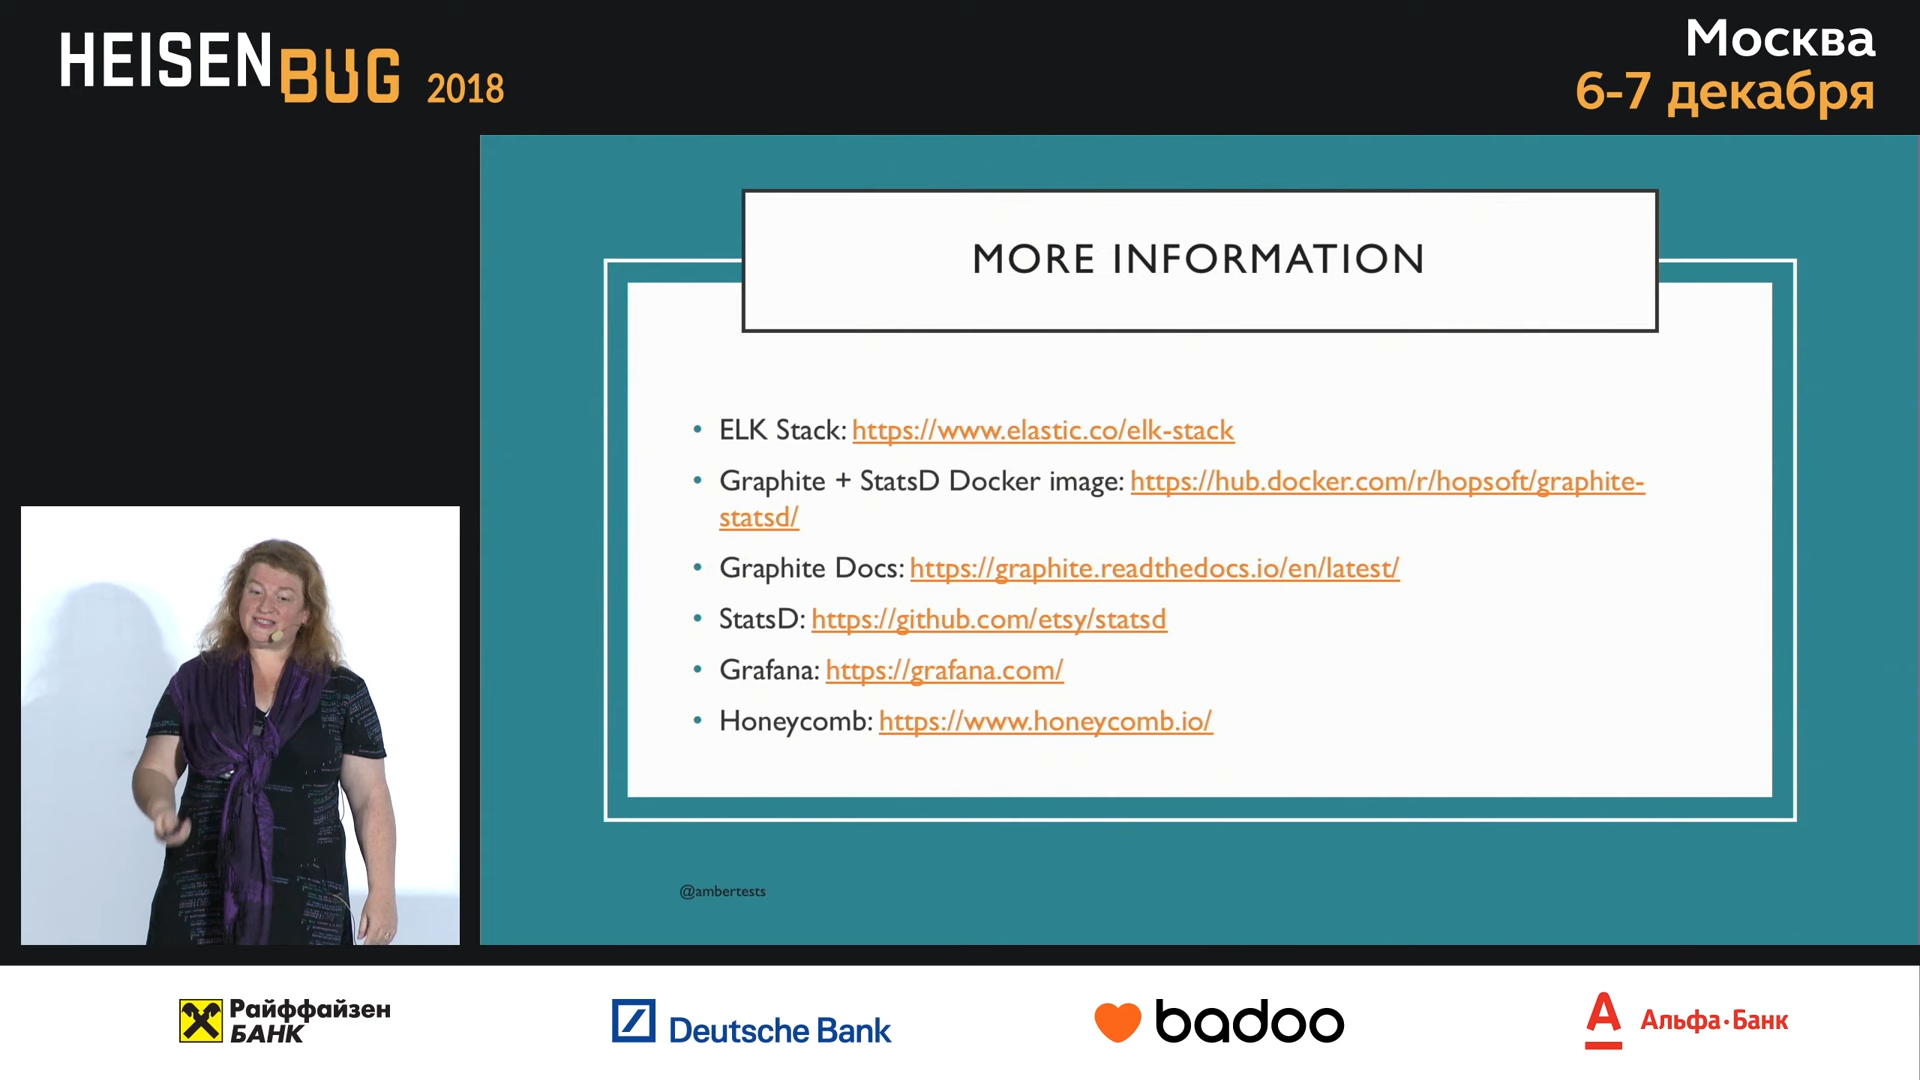 HEISENBUG 2018
Москва
6-7 декабря
MORE INFORMATION
• ELK Stack: https://www.elastic.co/elk-stack
• Graphite + StatsD Docker image: https://hub.docker.com/r/hopsoft/graphite-
statsd/
• Graphite Docs: https://graphite.readthedocs.io/en/latest/
• StatsD: https://github.com/etsy/statsd
• Grafana: https://grafana.com/
• Honeycomb: https://www.honeycomb.io/
@ambertests
Райффайзен
БАНК
Deutsche Bank
badoo
Альфа·Банк